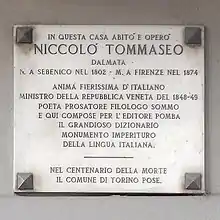 IN QUESTA CASA ABITÒ E OPERÒ
NICCOLÒ TOMMASEO
DALMATA
N. A SEBENICO NEL 1802 - M. A FIRENZE NEL 1874
ANIMA FIERISSIMA D'ITALIANO
MINISTRO DELLA REPUBBLICA VENETA DEL 1848-49
POETA PROSATORE FILOLOGO SOMMO
E QUI COMPOSE PER L'EDITORE POMBA
IL GRANDIOSO DIZIONARIO
MONUMENTO IMPERITURO
DELLA LINGUA ITALIANA.
NEL CENTENARIO DELLA MORTE
IL COMUNE DI TORINO POSE.